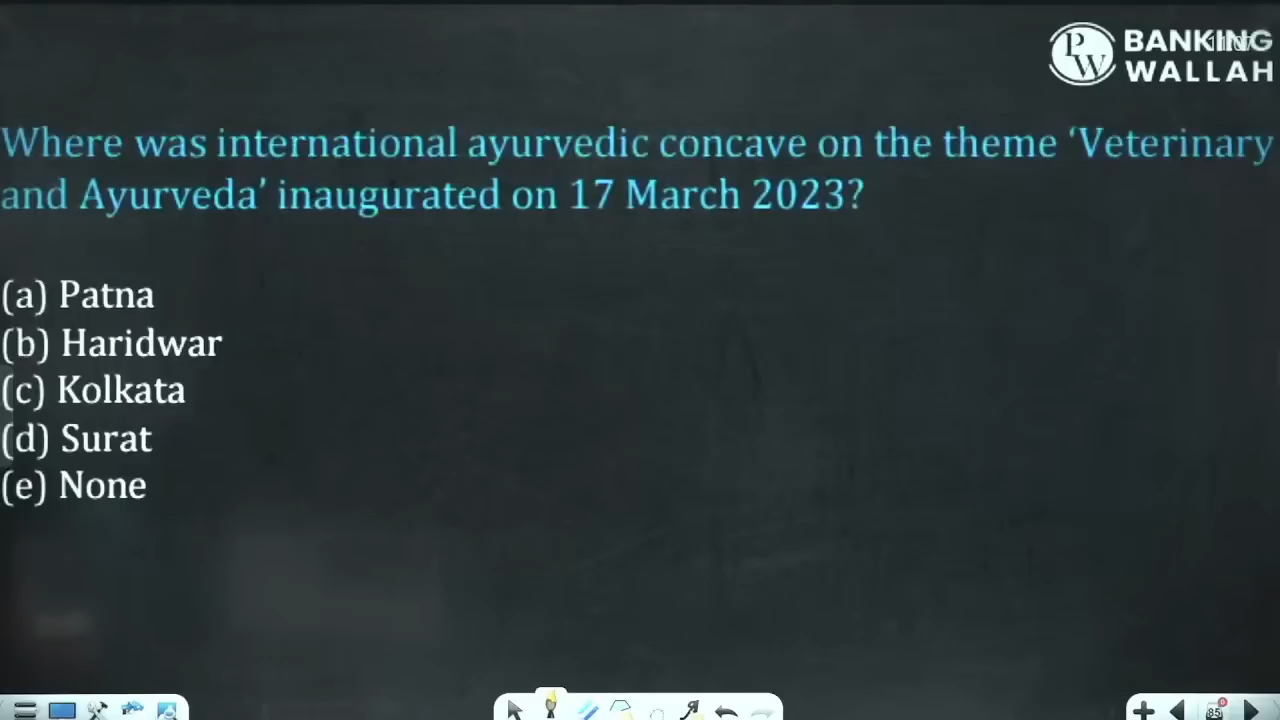 BANKING
WALLAH
Where was international ayurvedic concave on the theme ‘Veterinary
and Ayurveda’ inaugurated on 17 March 2023?
(a) Patna
(b) Haridwar
(c) Kolkata
(d) Surat
(e) None
85